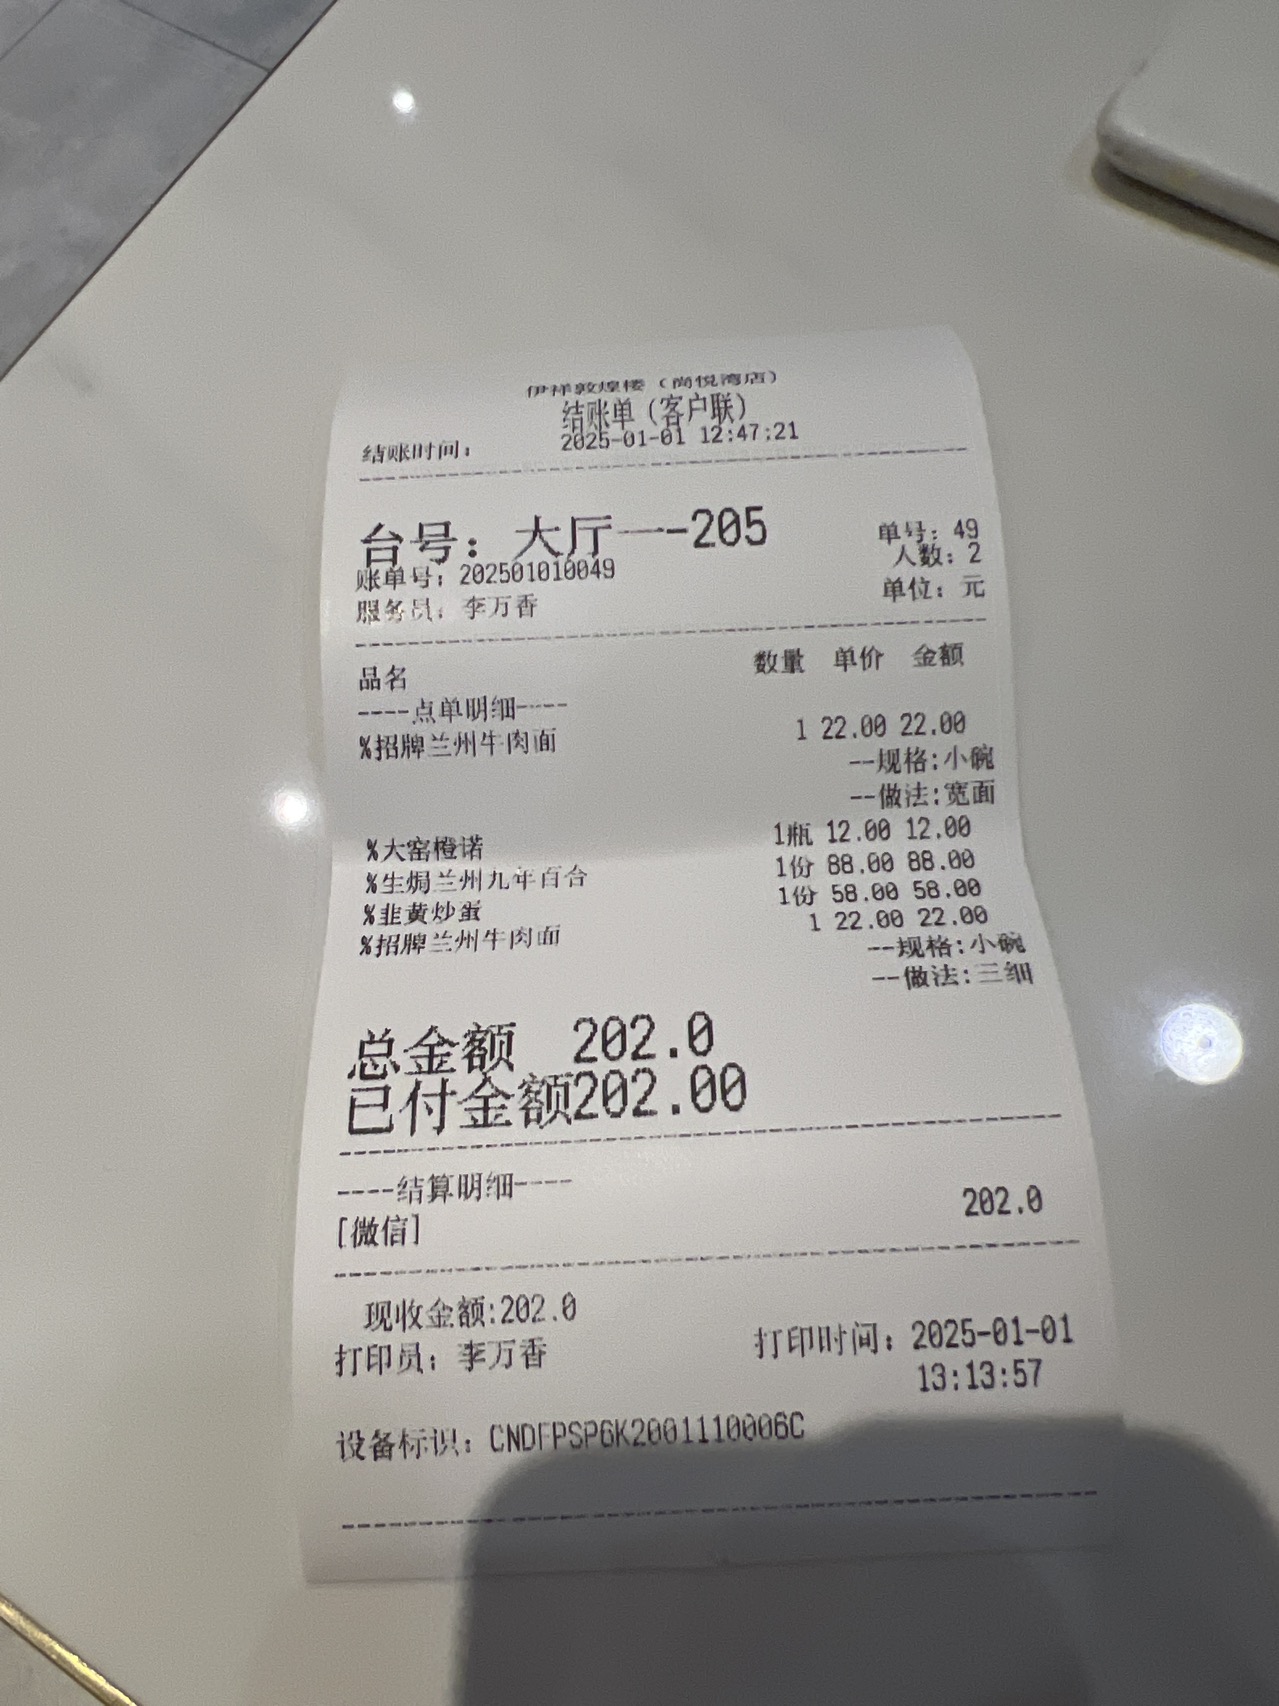 伊祥敦煌楼（尚悦湾店）
结账单（客户联）
结账时间： 2025-01-01 12:47:21
台号：大厅一-205 单号：49
人数：2
账单号：202501010049
服务员：李万香 单位：元
品名 数量 单价 金额
----点单明细----
%招牌兰州牛肉面 1 22.00 22.00
--规格:小碗
--做法:宽面
%大窑橙诺 1瓶 12.00 12.00
%生焗兰州九年百合 1份 88.00 88.00
%韭黄炒蛋 1份 58.00 58.00
%招牌兰州牛肉面 1 22.00 22.00
--规格:小碗
--做法:三细
总金额 202.0
已付金额202.00
----结算明细----
[微信] 202.0
现收金额:202.0
打印员：李万香 打印时间：2025-01-01
13:13:57
设备标识：CNDFPSPGK2001110006C